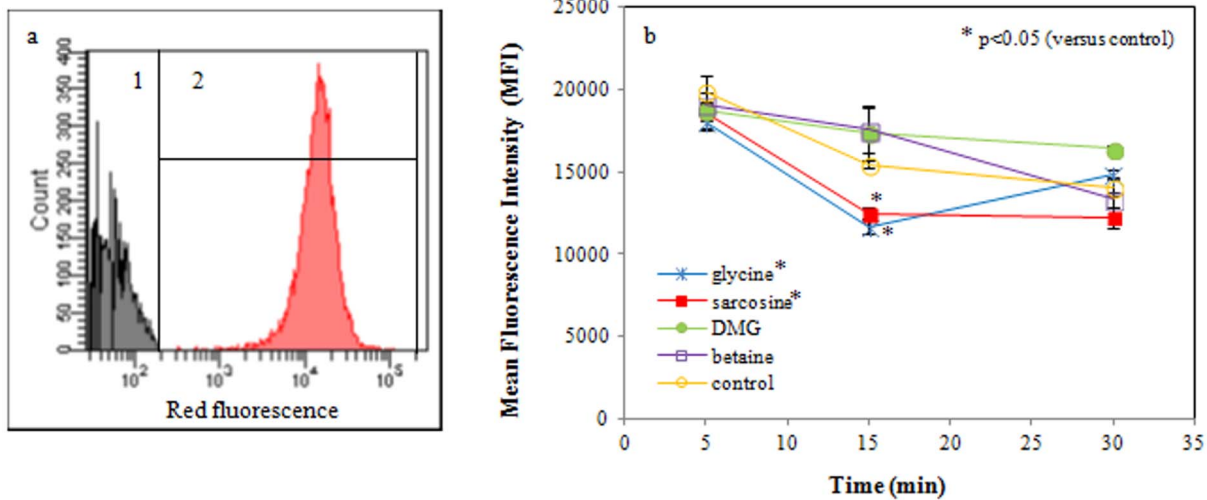 a
1 2
400
350
300
250
200
150
100
50
0
Count
10² 10³ 10⁴ 10⁵
Red fluorescence
b
* p<0.05 (versus control)
25000
20000
15000
10000
5000
0
Mean Fluorescence Intensity (MFI)
*
*
glycine*
sarcosine*
DMG
betaine
control
0 5 10 15 20 25 30 35
Time (min)